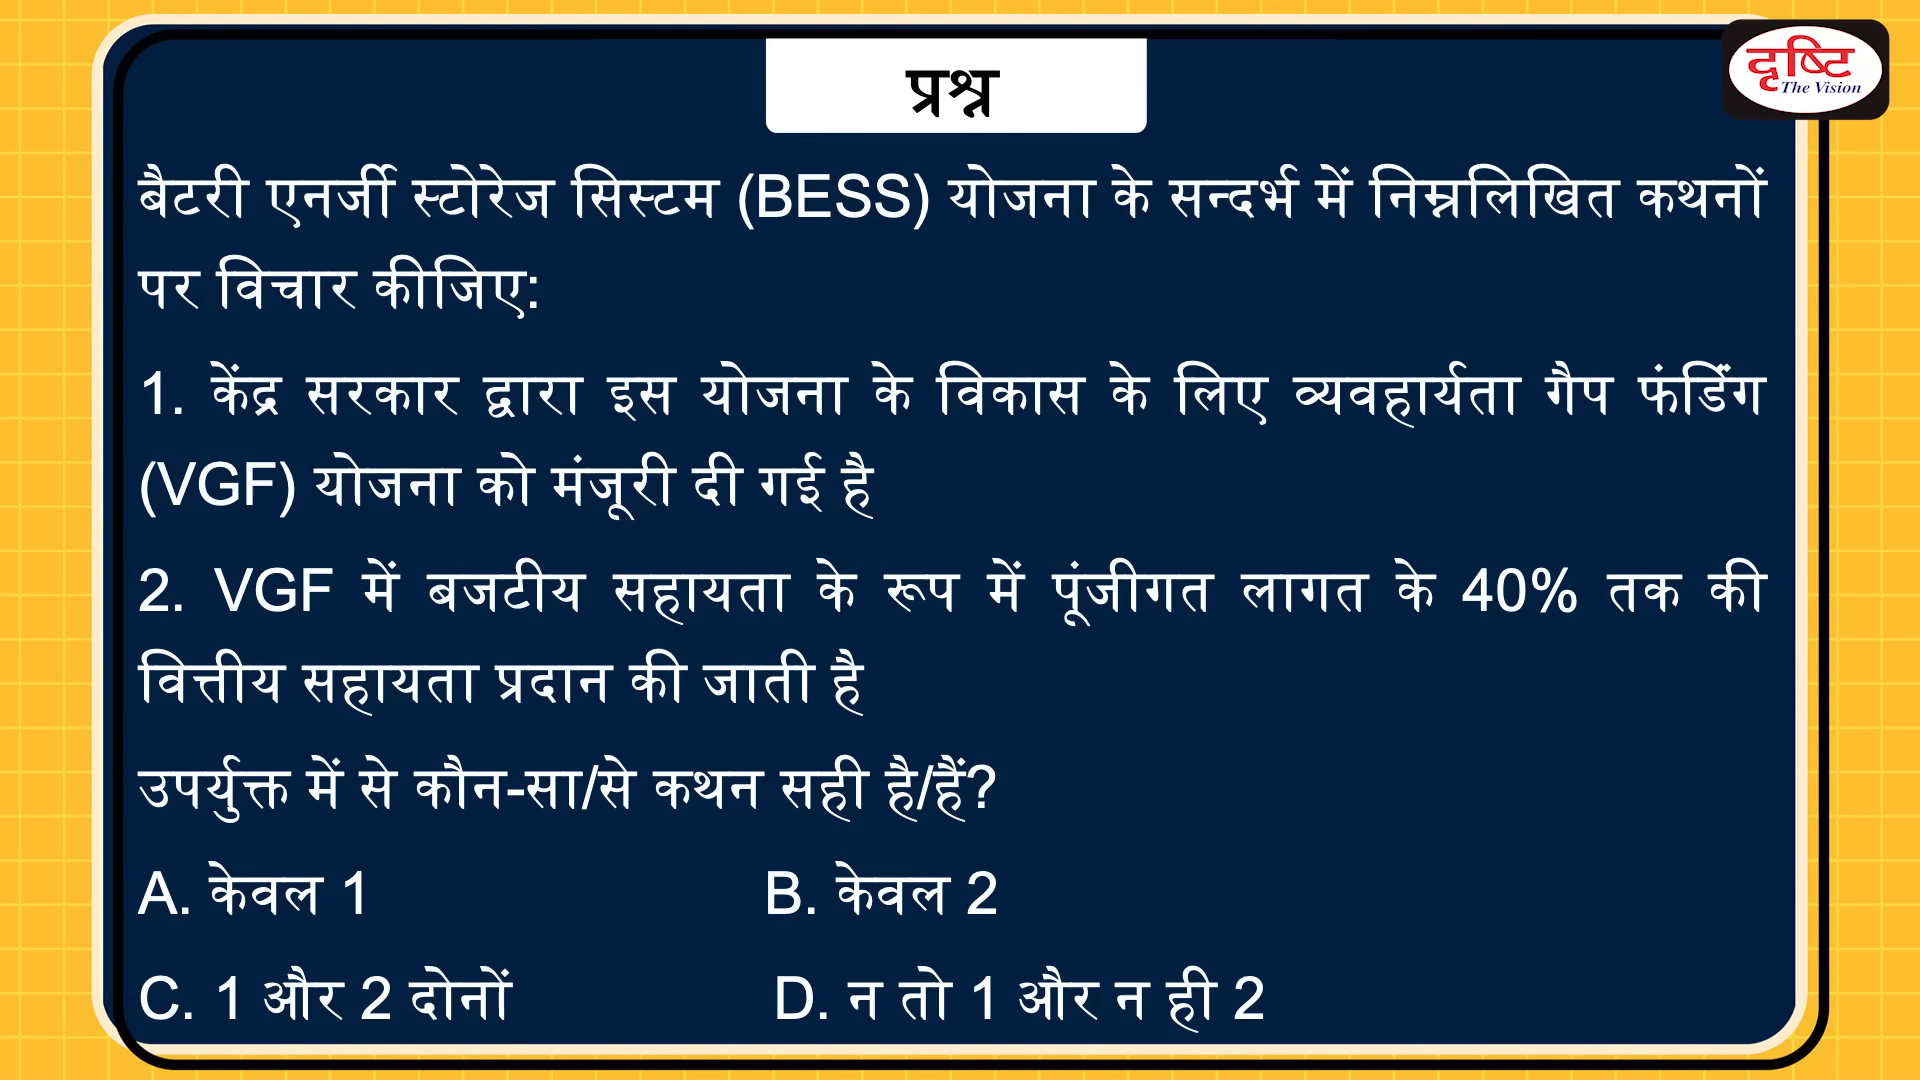 प्रश्न
दृष्टि
The Vision
बैटरी एनर्जी स्टोरेज सिस्टम (BESS) योजना के सन्दर्भ में निम्नलिखित कथनों
पर विचार कीजिए:
1. केंद्र सरकार द्वारा इस योजना के विकास के लिए व्यवहार्यता गैप फंडिंग
(VGF) योजना को मंजूरी दी गई है
2. VGF में बजटीय सहायता के रूप में पूंजीगत लागत के 40% तक की
वित्तीय सहायता प्रदान की जाती है
उपर्युक्त में से कौन-सा/से कथन सही है/हैं?
A. केवल 1 B. केवल 2
C. 1 और 2 दोनों D. न तो 1 और न ही 2